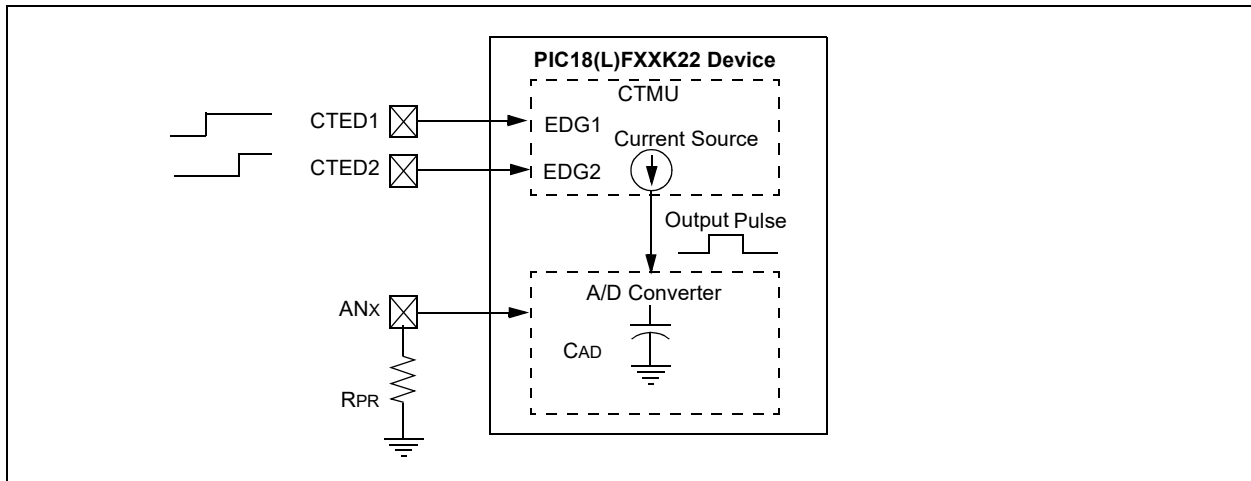 PIC18(L)FXXK22 Device
CTMU
CTED1
EDG1
Current Source
CTED2
EDG2
Output Pulse
A/D Converter
ANX
CAD
RPR